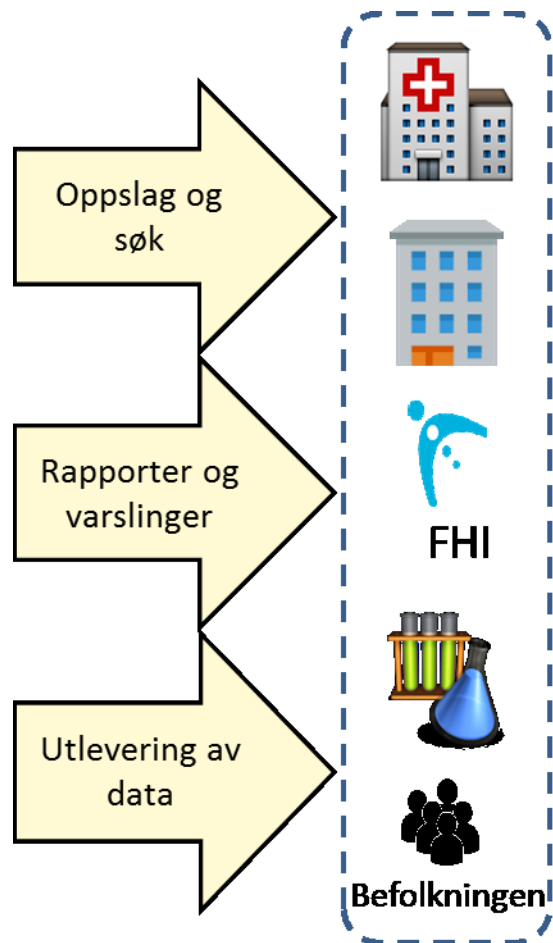 Oppslag og
søk
Rapporter og
varslinger
FHI
Utlevering av
data
Befolkningen